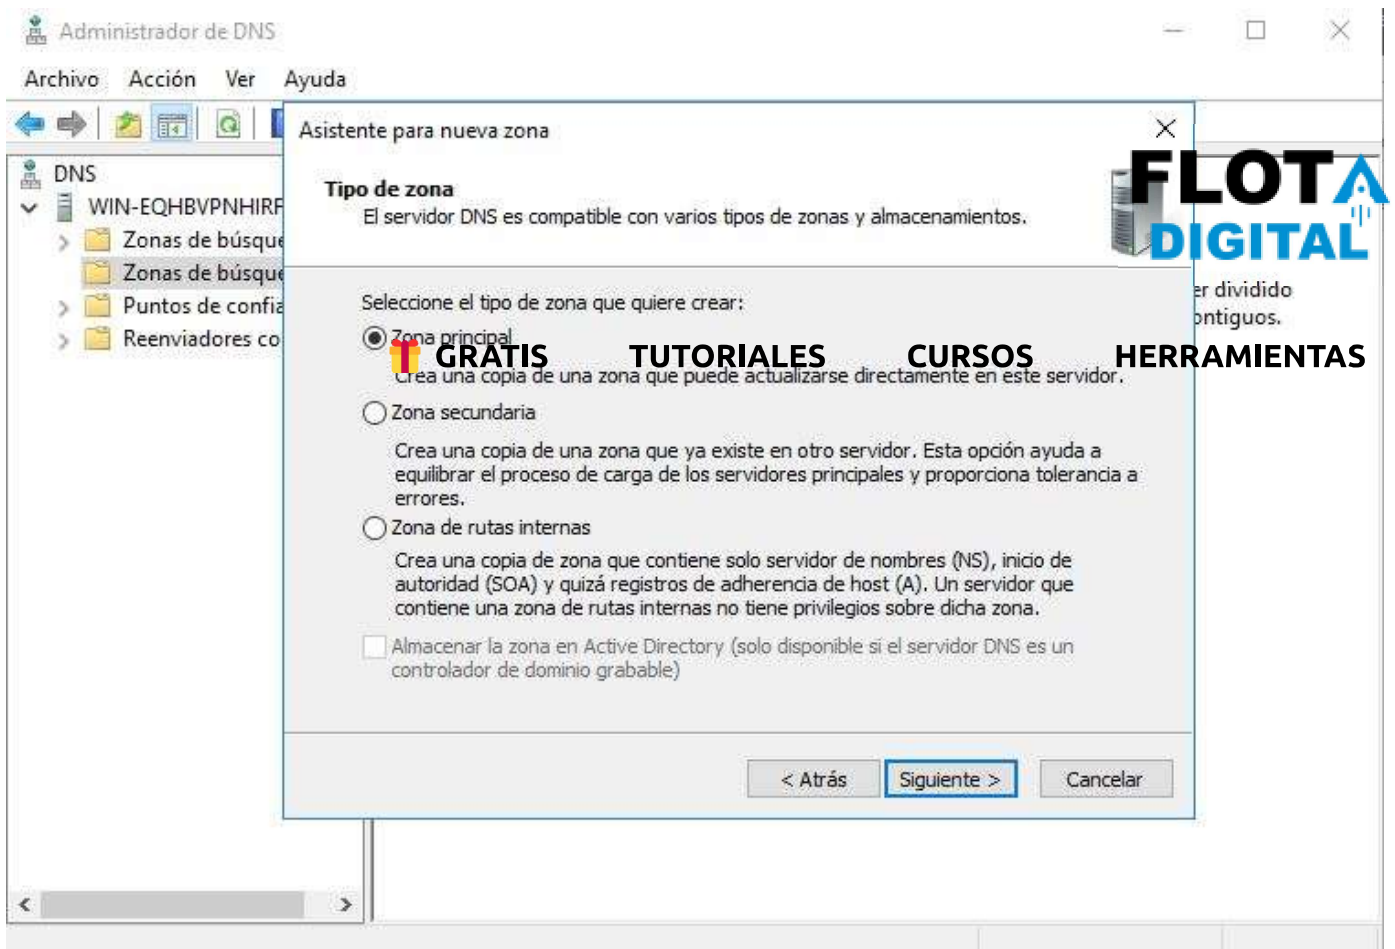 Administrador de DNS
Archivo Acción Ver Ayuda
Asistente para nueva zona
DNS
WIN-EQHBVPNHIRF
Zonas de búsque
Zonas de búsque
Puntos de confia
Reenviadores co
Tipo de zona
El servidor DNS es compatible con varios tipos de zonas y almacenamientos.
FLOTA
DIGITAL
er dividido
ontiguos.
Seleccione el tipo de zona que quiere crear:
Zona principal
GRATIS TUTORIALES CURSOS HERRAMIENTAS
Crea una copia de una zona que puede actualizarse directamente en este servidor.
Zona secundaria
Crea una copia de una zona que ya existe en otro servidor. Esta opción ayuda a
equilibrar el proceso de carga de los servidores principales y proporciona tolerancia a
errores.
Zona de rutas internas
Crea una copia de zona que contiene solo servidor de nombres (NS), inicio de
autoridad (SOA) y quizá registros de adherencia de host (A). Un servidor que
contiene una zona de rutas internas no tiene privilegios sobre dicha zona.
Almacenar la zona en Active Directory (solo disponible si el servidor DNS es un
controlador de dominio grabable)
< Atrás Siguiente > Cancelar